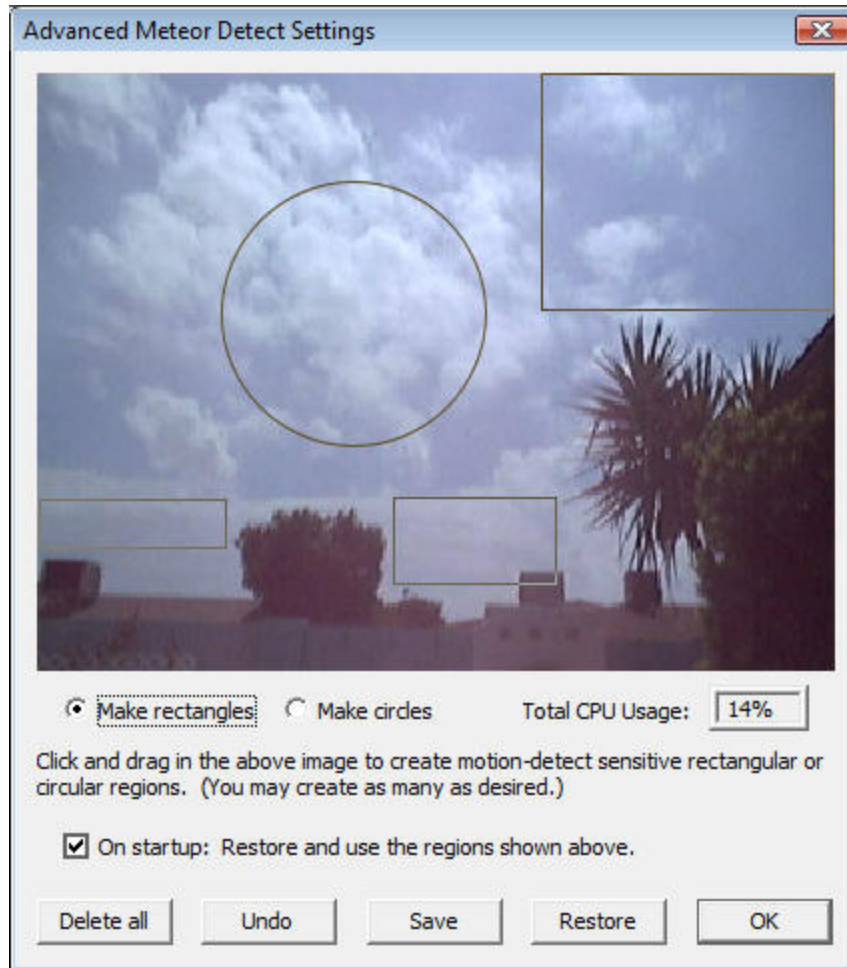 Advanced Meteor Detect Settings
Make rectangles Make circles Total CPU Usage: 14%
Click and drag in the above image to create motion-detect sensitive rectangular or
circular regions. (You may create as many as desired.)
On startup: Restore and use the regions shown above.
Delete all Undo Save Restore OK